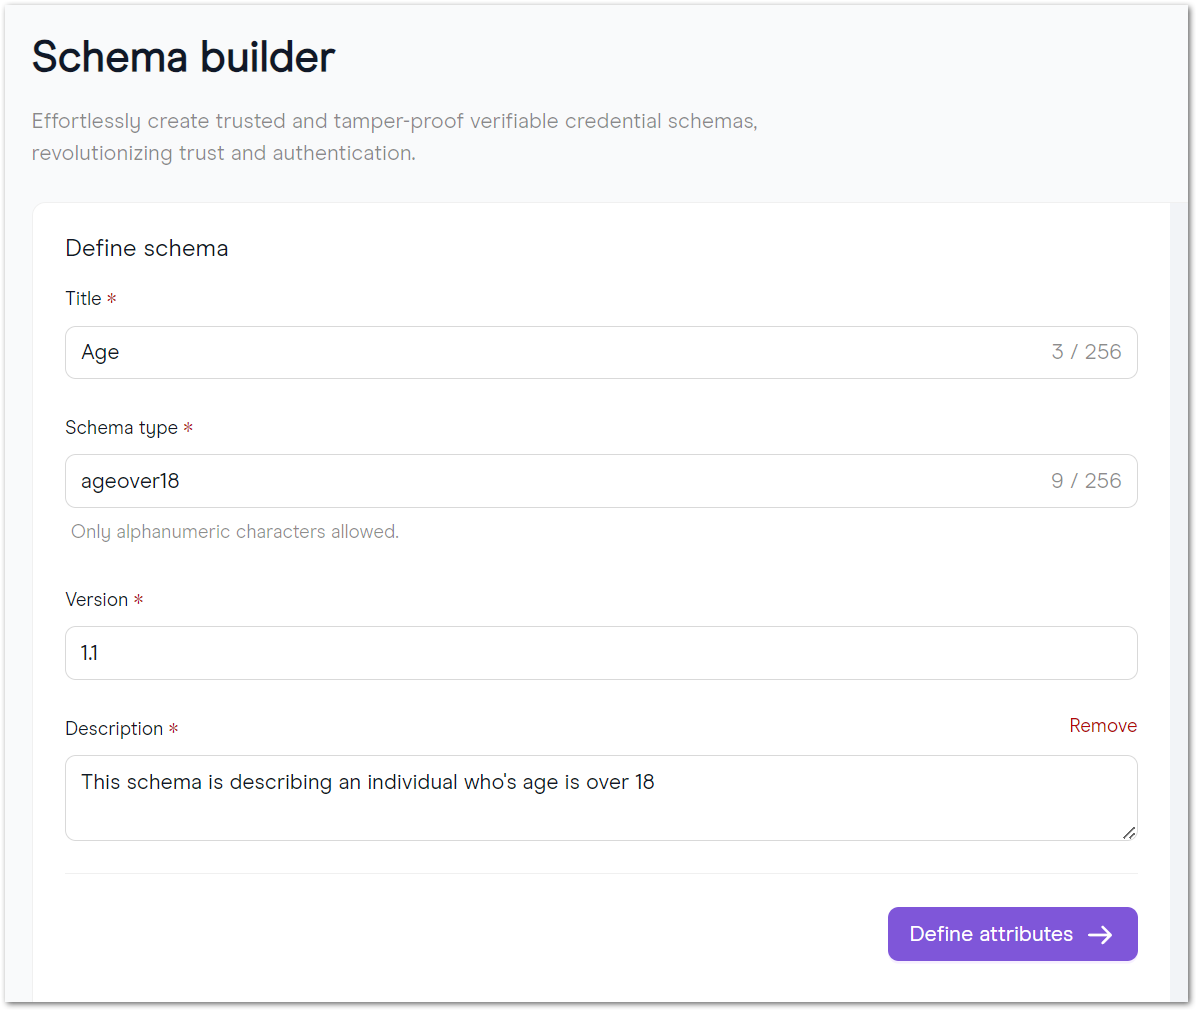 Schema builder
Effortlessly create trusted and tamper-proof verifiable credential schemas,
revolutionizing trust and authentication.
Define schema
Title *
Age 3 / 256
Schema type *
ageover18 9 / 256
Only alphanumeric characters allowed.
Version *
1.1
Description * Remove
This schema is describing an individual who's age is over 18
Define attributes →